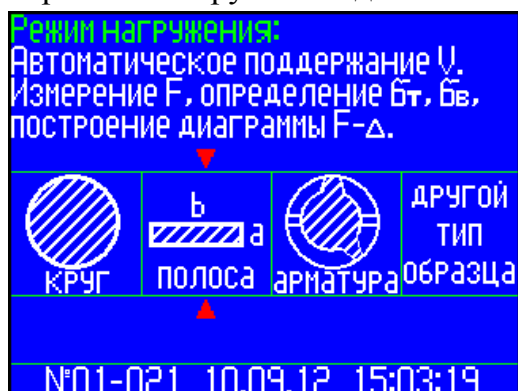 Режим нагружения:
Автоматическое поддержание V.
Измерение F, определение бт, бв,
построение диаграммы F-Δ.
b
a
круг
полоса
арматура
другой
тип
образца
№01-021 10.09.12 15:03:19